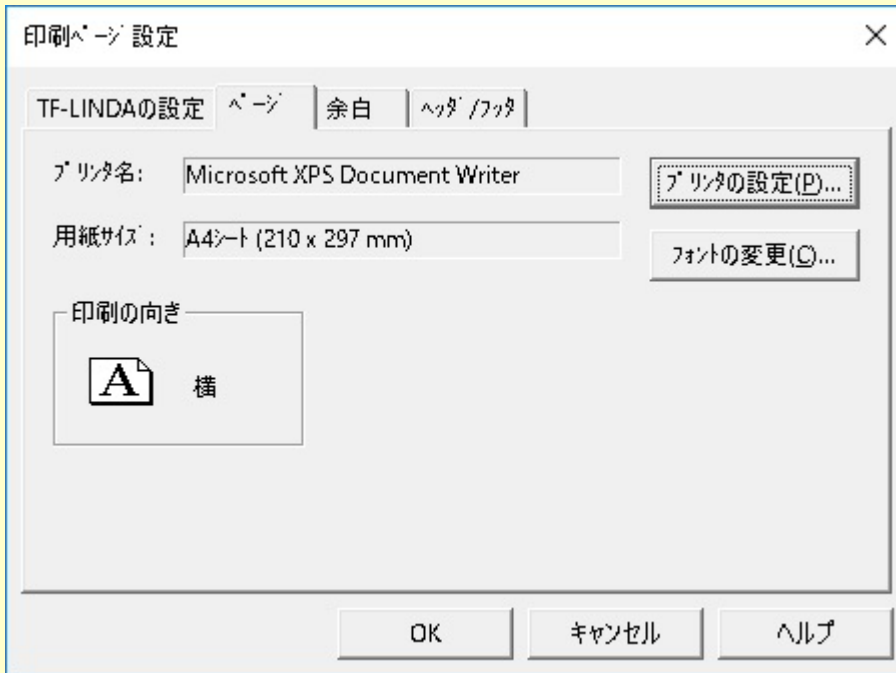 印刷ﾍﾟｰｼﾞ設定
TF-LINDAの設定 ﾍﾟｰｼﾞ 余白 ﾍｯﾀﾞ/ﾌｯﾀ
ﾌﾟﾘﾝﾀ名: Microsoft XPS Document Writer ﾌﾟﾘﾝﾀの設定(P)...
用紙ｻｲｽﾞ: A4ｼｰﾄ (210 x 297 mm) ﾌｫﾝﾄの変更(C)...
印刷の向き
A 横
OK キャンセル ヘルプ